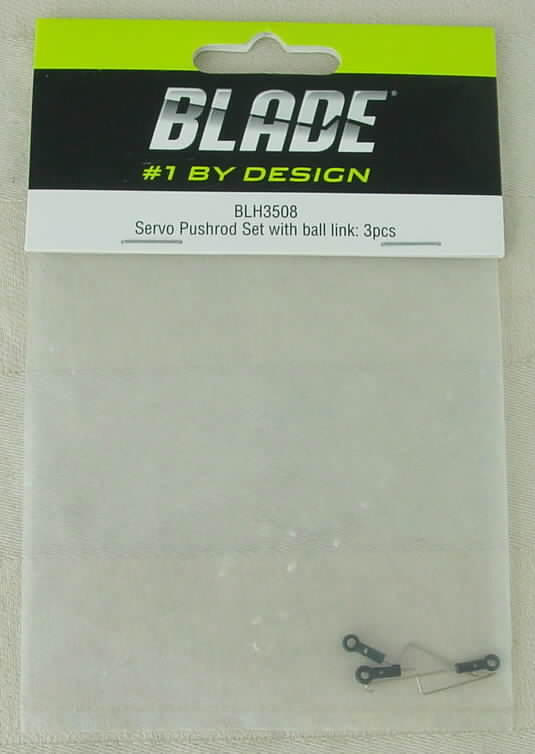 BLADE®
#1 BY DESIGN
BLH3508
Servo Pushrod Set with ball link: 3pcs